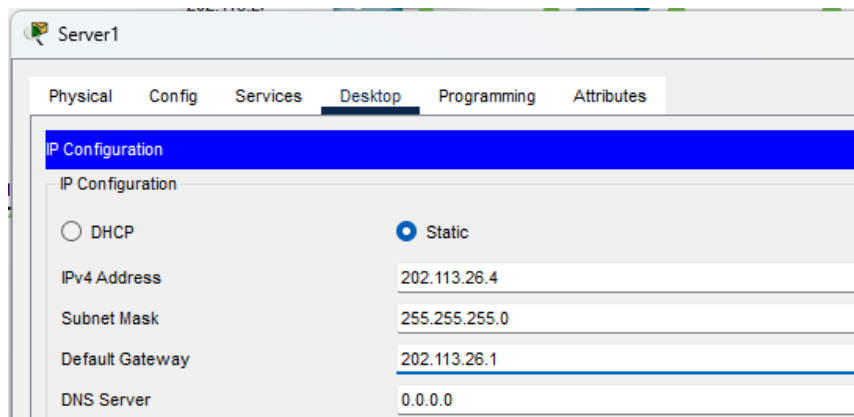 Server1
Physical Config Services Desktop Programming Attributes
IP Configuration
IP Configuration
DHCP Static
IPv4 Address 202.113.26.4
Subnet Mask 255.255.255.0
Default Gateway 202.113.26.1
DNS Server 0.0.0.0